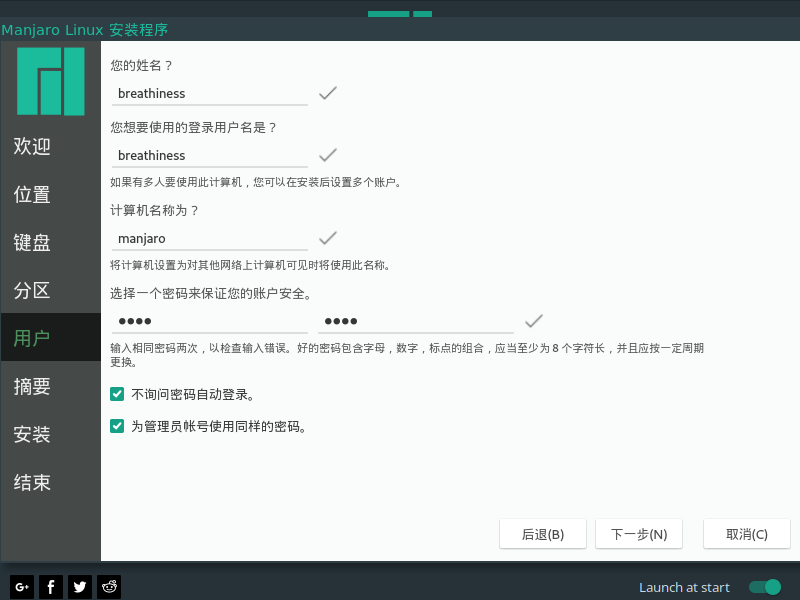 Manjaro Linux 安装程序
欢迎
位置
键盘
分区
用户
摘要
安装
结束
您的姓名？
breathiness
您想要使用的登录用户名是？
breathiness
如果有多人要使用此计算机，您可以在安装后设置多个账户。
计算机名称为？
manjaro
将计算机设置为对其他网络上计算机可见时将使用此名称。
选择一个密码来保证您的账户安全。
●●●● ●●●●
输入相同密码两次，以检查输入错误。好的密码包含字母，数字，标点的组合，应当至少为 8 个字符长，并且应按一定周期
更换。
不询问密码自动登录。
为管理员帐号使用同样的密码。
后退(B) 下一步(N) 取消(C)
G+ f Launch at start